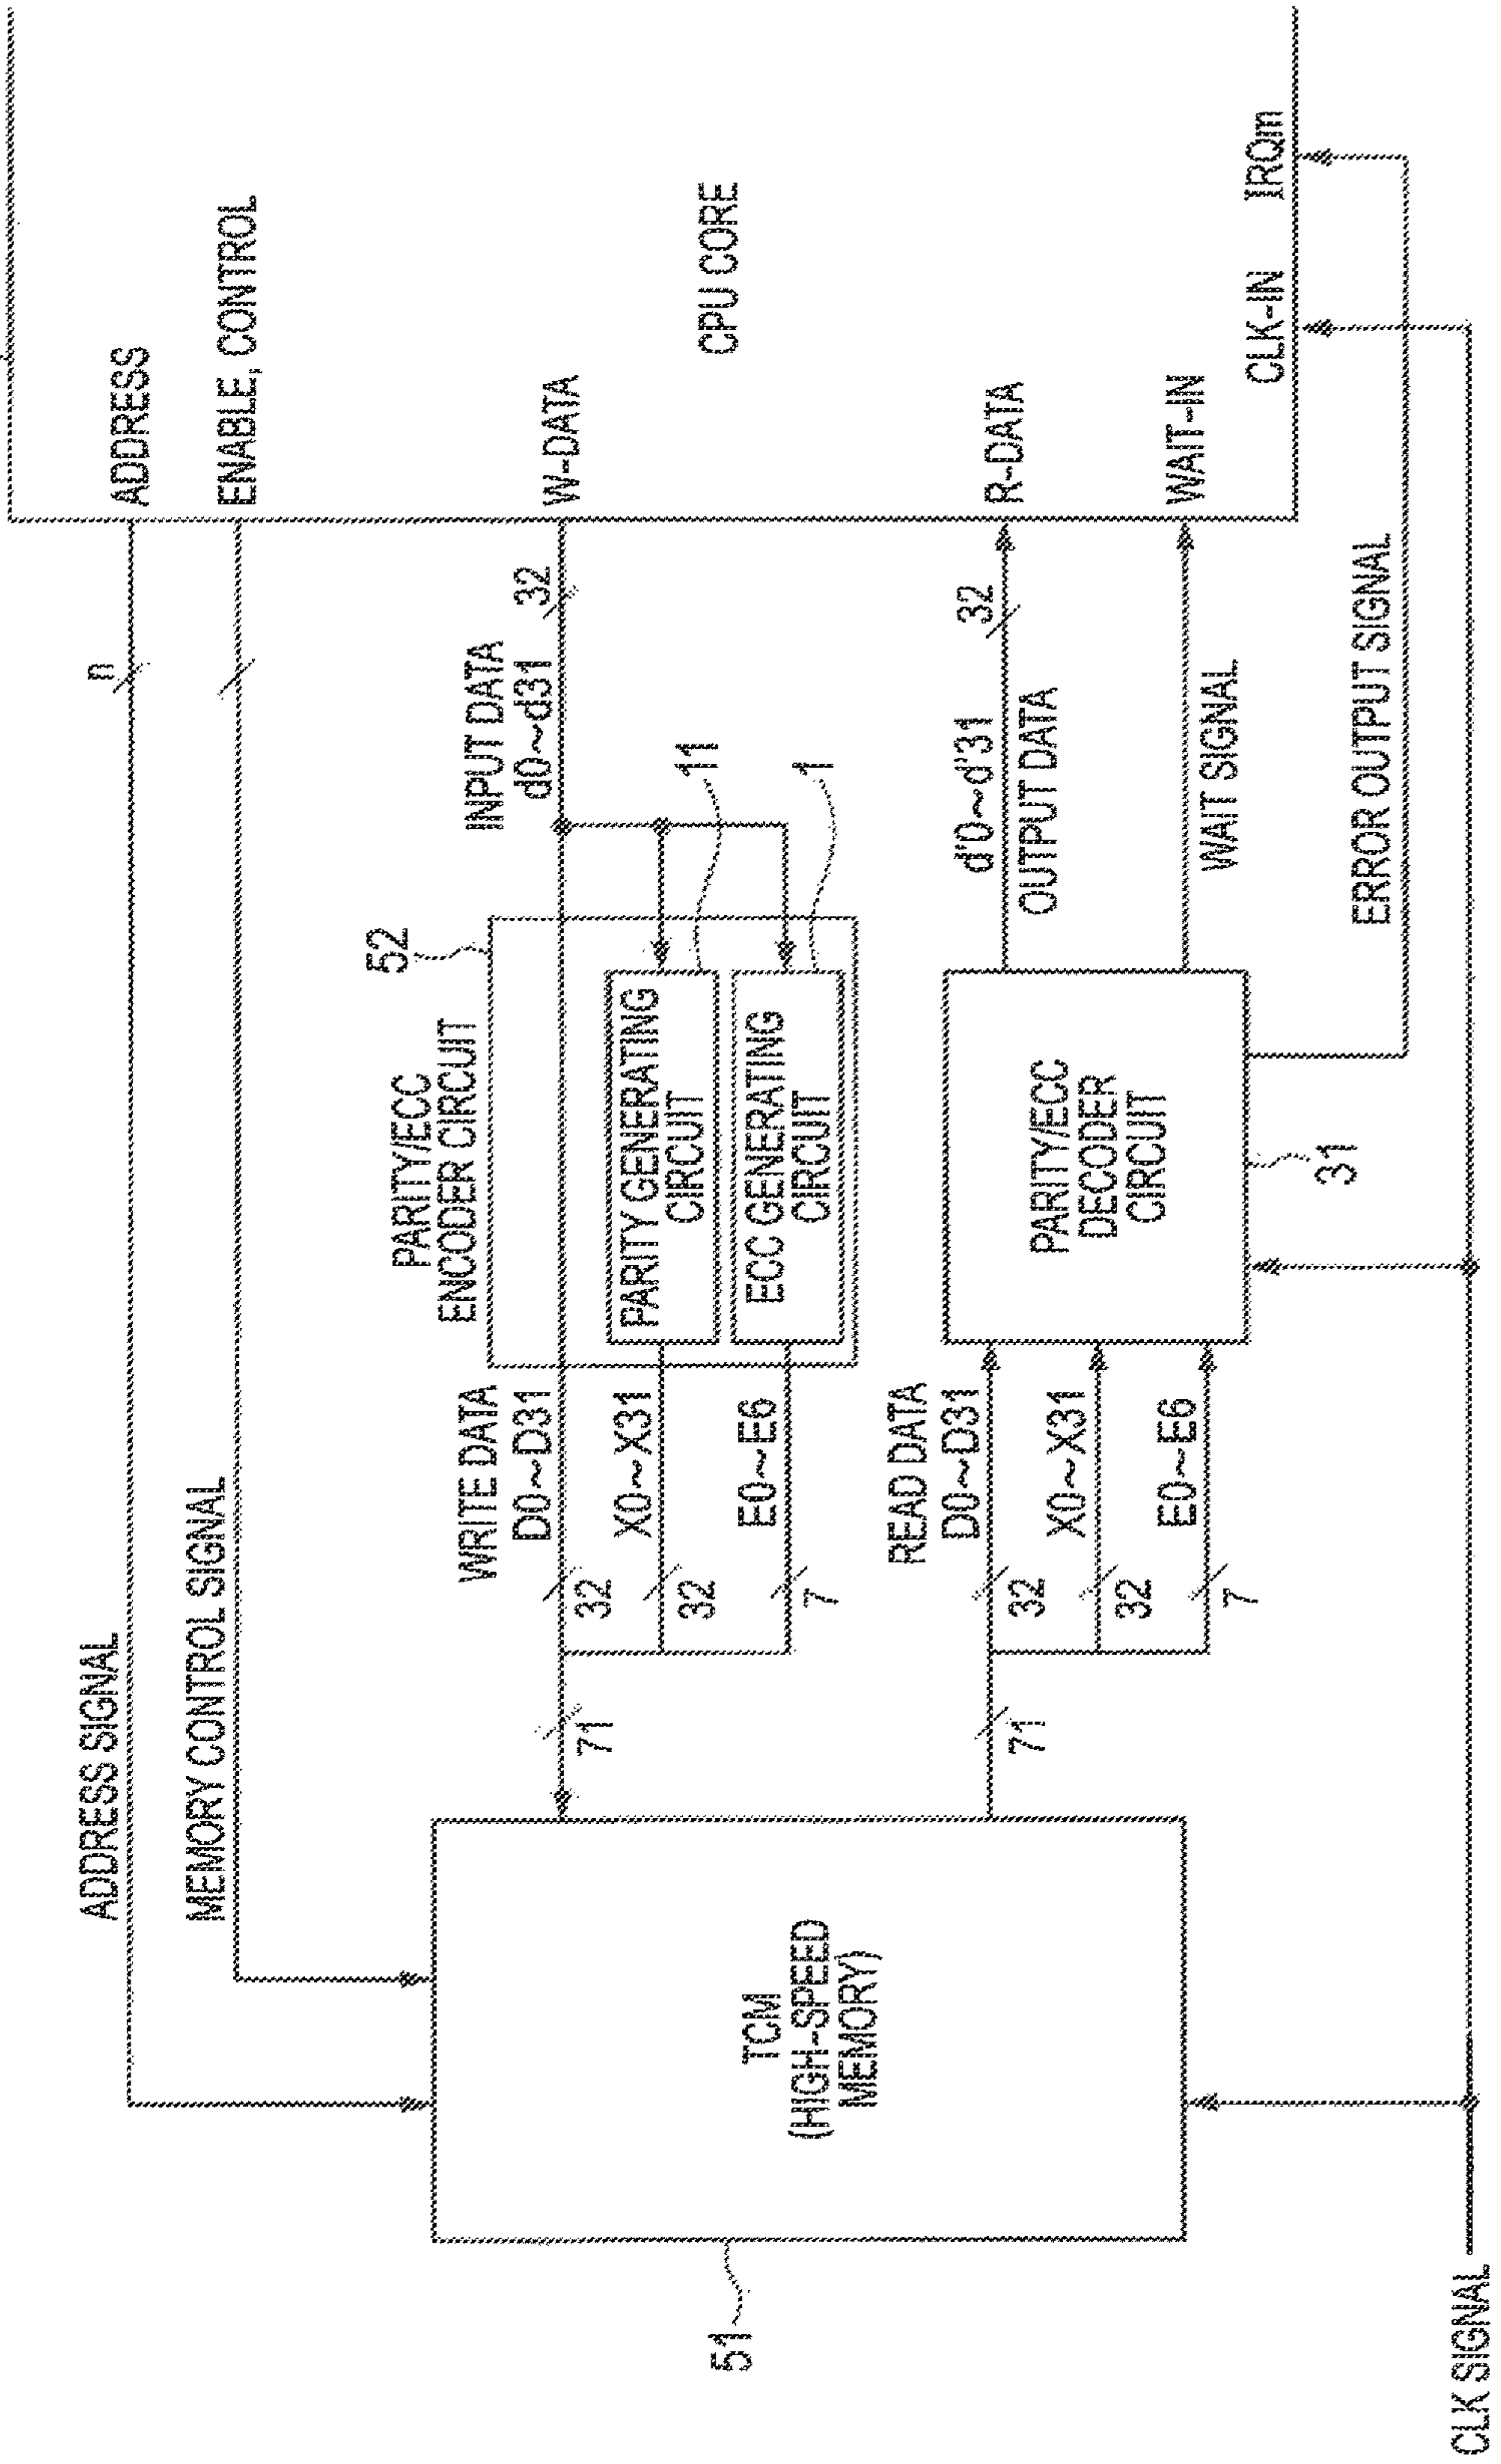 ADDRESS SIGNAL
n
ADDRESS
MEMORY CONTROL SIGNAL
ENABLE, CONTROL
PARITY/ECC
ENCODER CIRCUIT
52
WRITE DATA
D0~D31
INPUT DATA
d0~d31
32
W-DATA
71
32
X0~X31
32
PARITY GENERATING
CIRCUIT
11
E0~E6
7
ECC GENERATING
CIRCUIT
1
CPU CORE
TCM
(HIGH-SPEED
MEMORY)
51
READ DATA
D0~D31
71
32
X0~X31
32
E0~E6
7
PARITY/ECC
DECODER
CIRCUIT
31
d'0~d'31
OUTPUT DATA
32
R-DATA
WAIT SIGNAL
WAIT-IN
CLK-IN
IRQm
ERROR OUTPUT SIGNAL
CLK SIGNAL